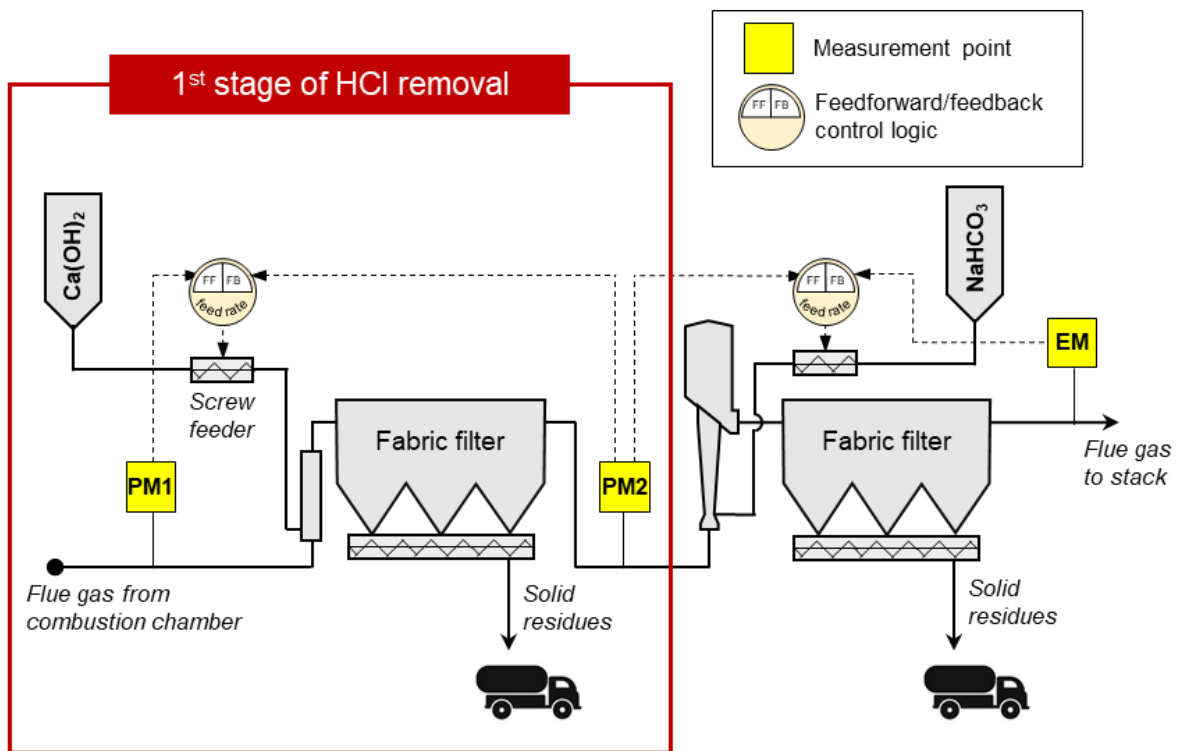 Measurement point
FF FB
Feedforward/feedback
control logic
1st stage of HCl removal
Ca(OH)2
FF FB
feed rate
Screw
feeder
Fabric filter
PM1
PM2
Flue gas from
combustion chamber
Solid
residues
FF FB
feed rate
NaHCO3
EM
Fabric filter
Flue gas
to stack
Solid
residues